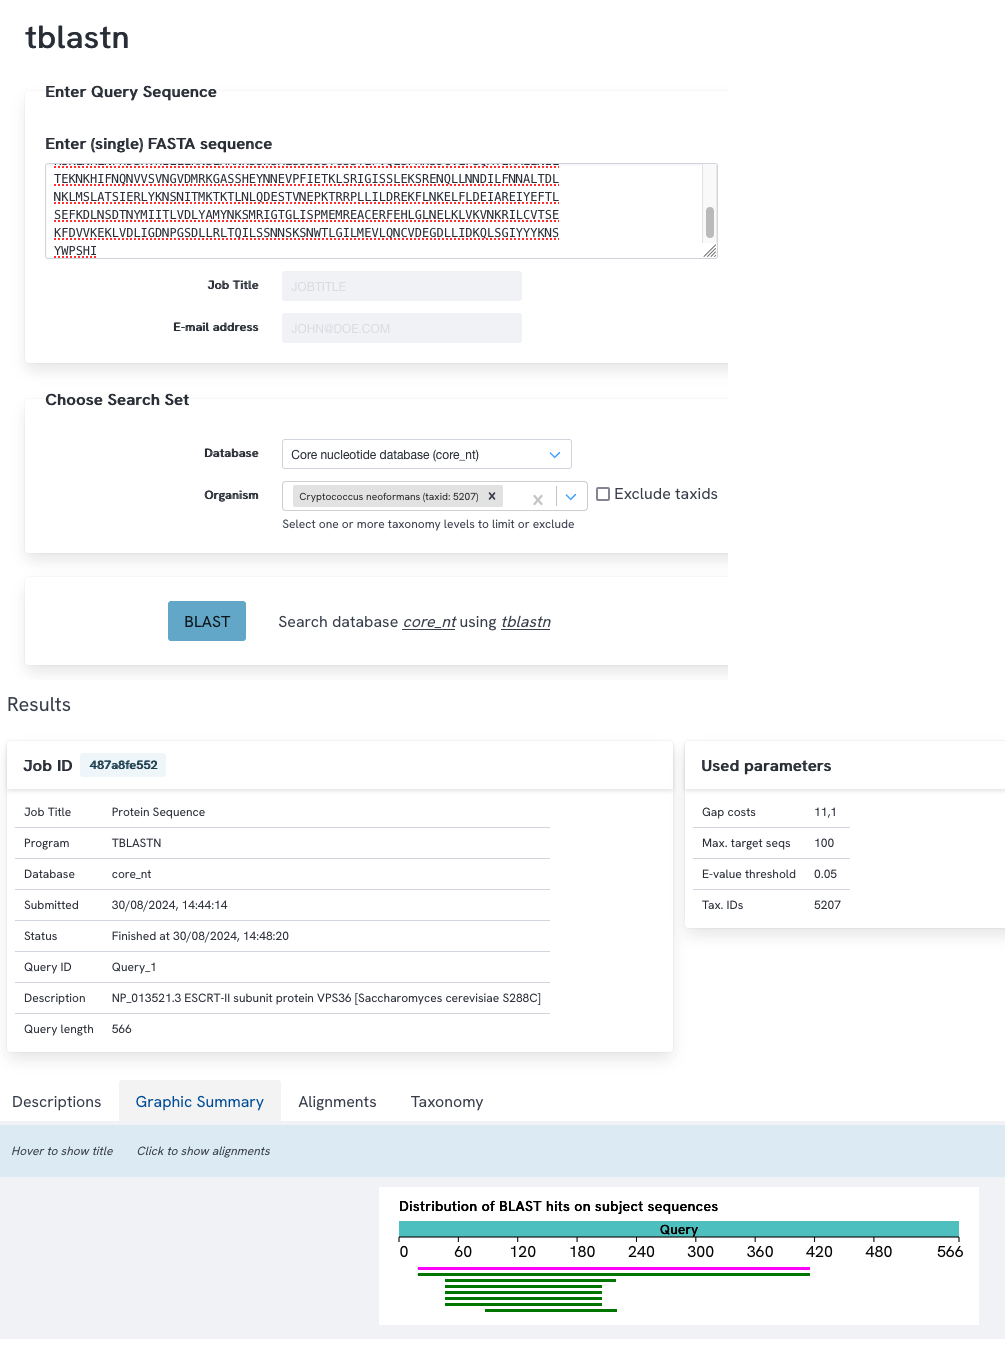 tblastn
Enter Query Sequence
Enter (single) FASTA sequence
TEKNKHIFNQNVVSVNGVDMRKGASSHEYNNEVPFIETKLSRIGISSLEKSRENQLLNNDILFNNALTDL
NKLMSLATSIERLYKNSNITMKTKTLNLQDESTVNEPKTRRPLLILDREKFLNKELFLDEIAREIYEFTL
SEFKDLNSDTNYMIITLVDLYAMYNKSMRIGTGLISPMEMREACERFEHLGLNELKLVKVNKRILCVTSE
KFDVVKEKLVDLIGDNPGSDLLRLTQILSSNNSKSNWTLGILMEVLQNCVDEGDLLIDKQLSGIYYYKNS
YWPSHI
Job Title JOBTITLE
E-mail address JOHN@DOE.COM
Choose Search Set
Database Core nucleotide database (core_nt)
Organism Cryptococcus neoformans (taxid: 5207) Exclude taxids
Select one or more taxonomy levels to limit or exclude
BLAST Search database core_nt using tblastn
Results
Job ID 487a8fe552
Job Title Protein Sequence
Program TBLASTN
Database core_nt
Submitted 30/08/2024, 14:44:14
Status Finished at 30/08/2024, 14:48:20
Query ID Query_1
Description NP_013521.3 ESCRT-II subunit protein VPS36 [Saccharomyces cerevisiae S288C]
Query length 566
Used parameters
Gap costs 11,1
Max. target seqs 100
E-value threshold 0.05
Tax. IDs 5207
Descriptions Graphic Summary Alignments Taxonomy
Hover to show title Click to show alignments
Distribution of BLAST hits on subject sequences
Query
0 60 120 180 240 300 360 420 480 566